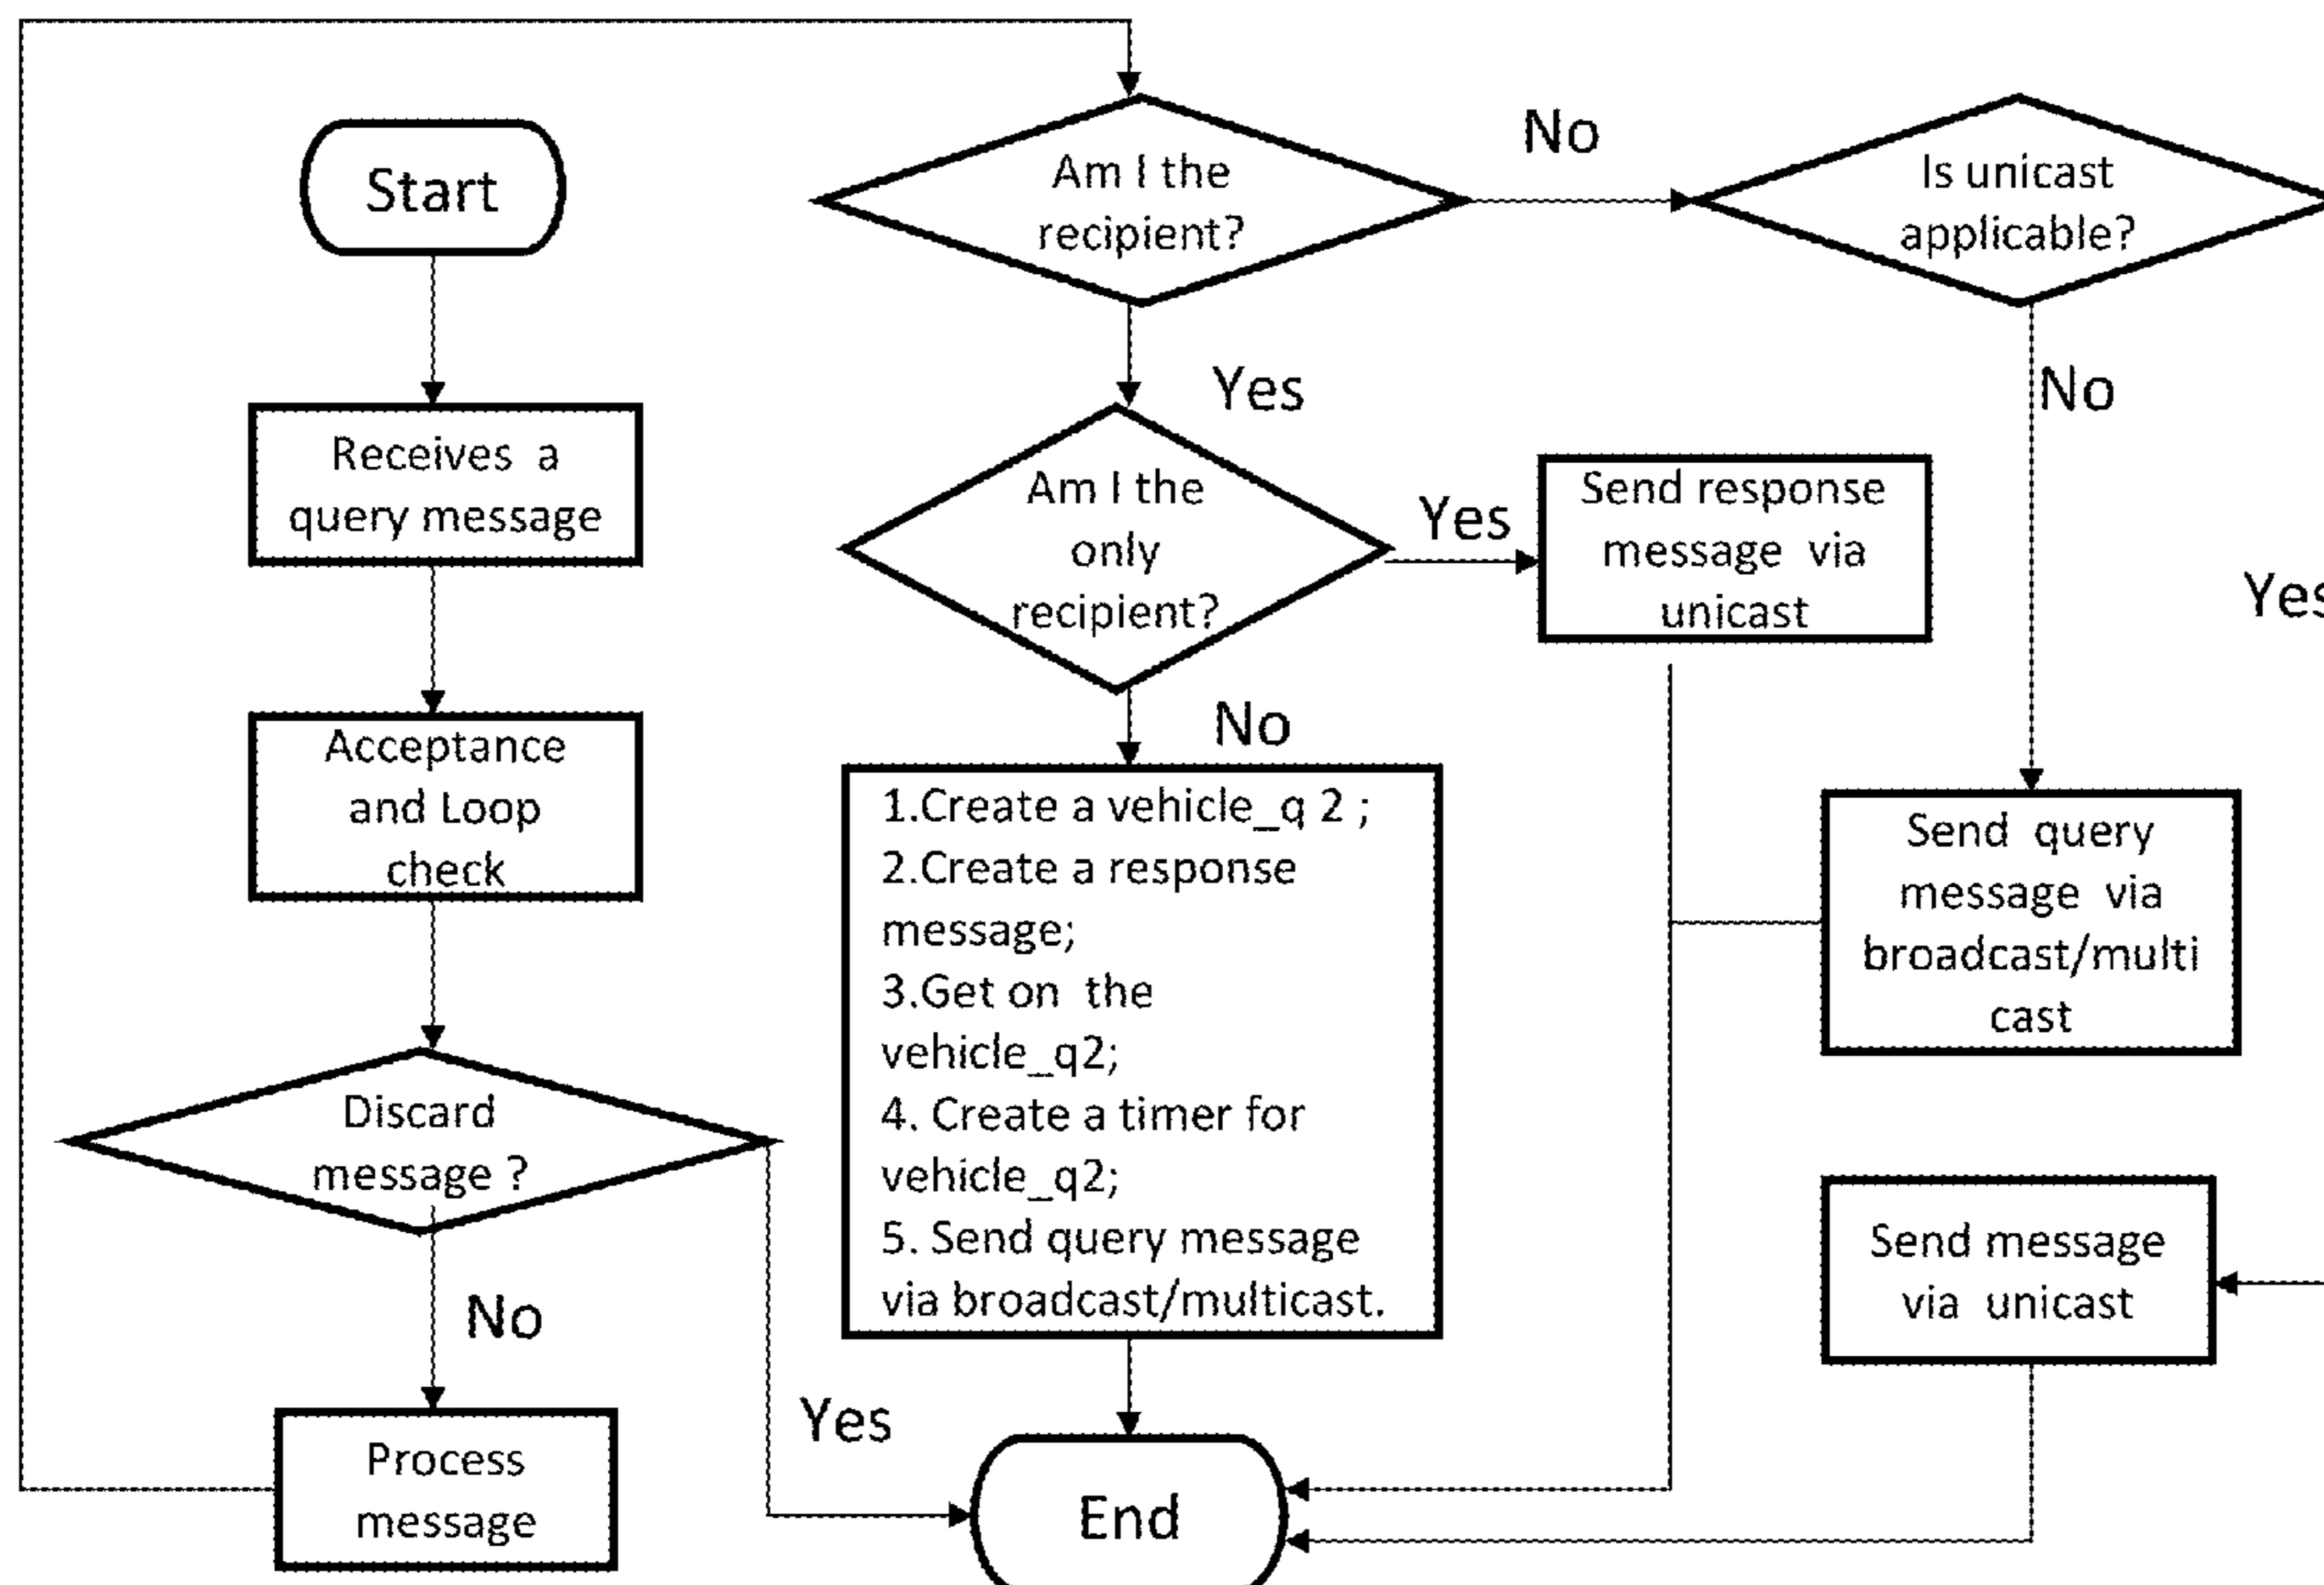 Start
Receives a
query message
Acceptance
and Loop
check
Discard
message ?
No
Yes
Process
message
Am I the
recipient?
No
Yes
Am I the
only
recipient?
Yes
No
Send response
message via
unicast
1.Create a vehicle_q 2 ;
2.Create a response
message;
3.Get on the
vehicle_q2;
4. Create a timer for
vehicle_q2;
5. Send query message
via broadcast/multicast.
End
Is unicast
applicable?
No
Yes
Send query
message via
broadcast/multi
cast
Send message
via unicast